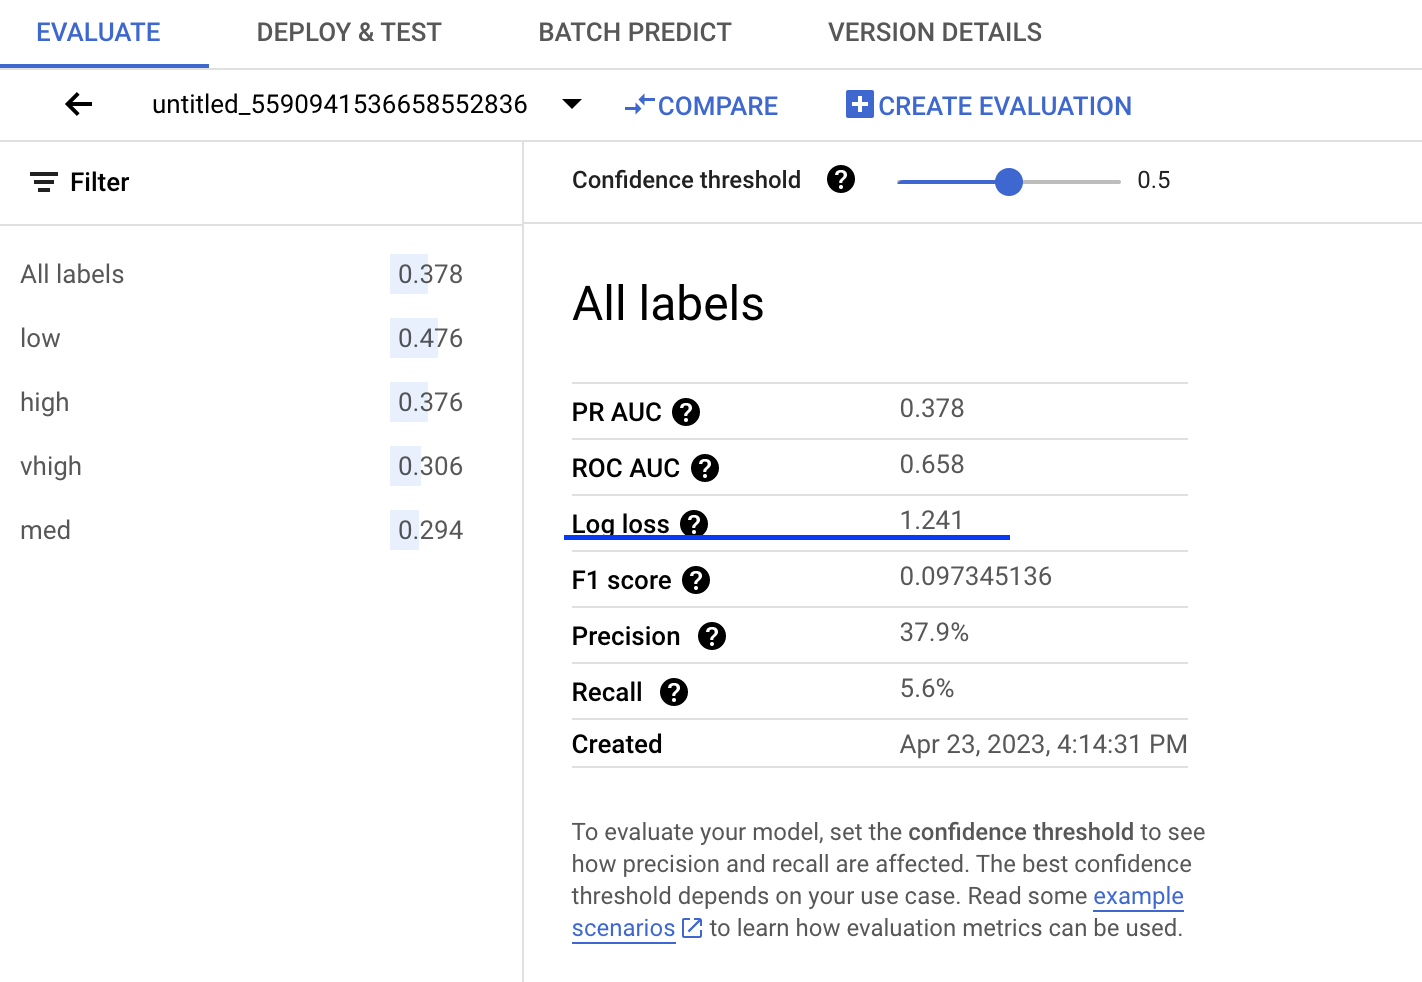 EVALUATE DEPLOY & TEST BATCH PREDICT VERSION DETAILS
untitled_5590941536658552836 COMPARE CREATE EVALUATION
Filter
All labels 0.378
low 0.476
high 0.376
vhigh 0.306
med 0.294
Confidence threshold ? 0.5
All labels
PR AUC ? 0.378
ROC AUC ? 0.658
Log loss ? 1.241
F1 score ? 0.097345136
Precision ? 37.9%
Recall ? 5.6%
Created Apr 23, 2023, 4:14:31 PM
To evaluate your model, set the confidence threshold to see
how precision and recall are affected. The best confidence
threshold depends on your use case. Read some example
scenarios to learn how evaluation metrics can be used.